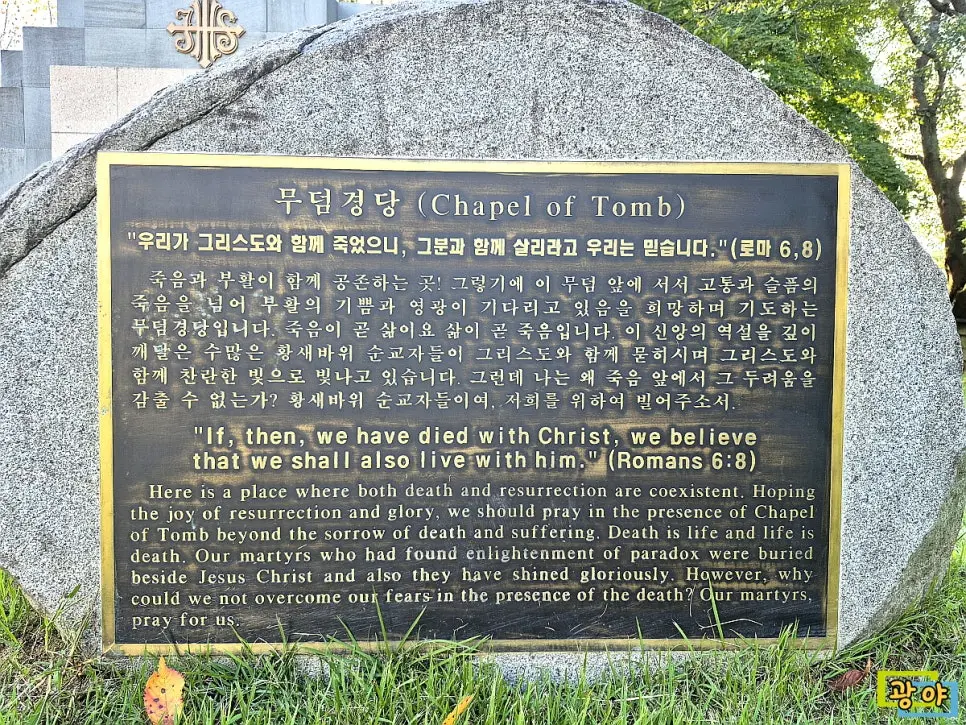 무덤경당 (Chapel of Tomb)
"우리가 그리스도와 함께 죽었으니, 그분과 함께 살리라고 우리는 믿습니다."(로마 6,8)
죽음과 부활이 함께 공존하는 곳! 그렇기에 이 무덤 앞에 서서 고통과 슬픔의
죽음을 넘어 부활의 기쁨과 영광이 기다리고 있음을 희망하며 기도하는
무덤경당입니다. 죽음이 곧 삶이요 삶이 곧 죽음입니다. 이 신앙의 역설을 깊이
깨달은 수많은 황새바위 순교자들이 그리스도와 함께 묻히시며 그리스도와
함께 찬란한 빛으로 빛나고 있습니다. 그런데 나는 왜 죽음 앞에서 그 두려움을
감출 수 없는가? 황새바위 순교자들이여, 저희를 위하여 빌어주소서.
"If, then, we have died with Christ, we believe
that we shall also live with him." (Romans 6:8)
Here is a place where both death and resurrection are coexistent. Hoping
the joy of resurrection and glory, we should pray in the presence of Chapel
of Tomb beyond the sorrow of death and suffering. Death is life and life is
death. Our martyrs who had found enlightenment of paradox were buried
beside Jesus Christ and also they have shined gloriously. However, why
could we not overcome our fears in the presence of the death? Our martyrs,
pray for us.
광야